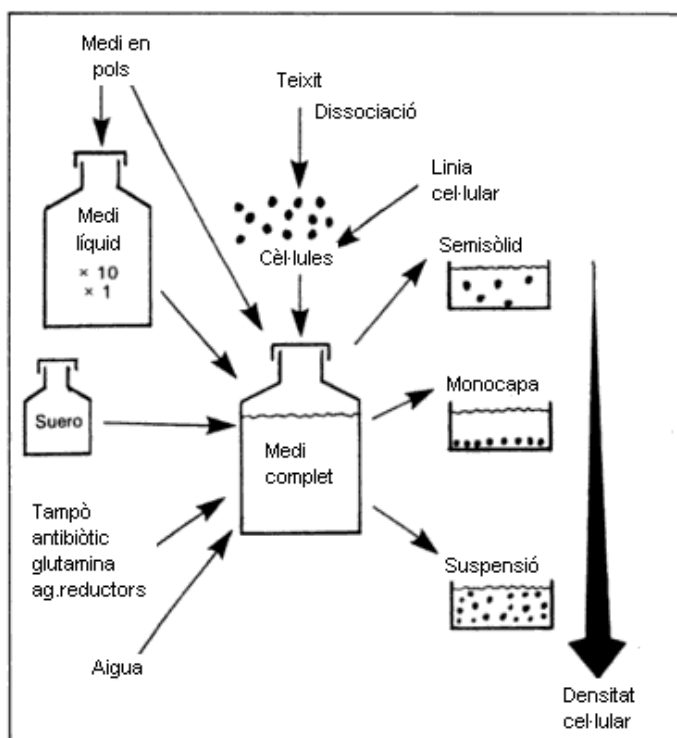 Medi en
pols
Teixit
Dissociació
Linia
cel·lular
Medi
líquid
× 10
× 1
Cèl·lules
Semisòlid
Suero
Monocapa
Medi
complet
Tampò
antibiòtic
glutamina
ag.reductors
Suspensió
Aigua
Densitat
cel·lular